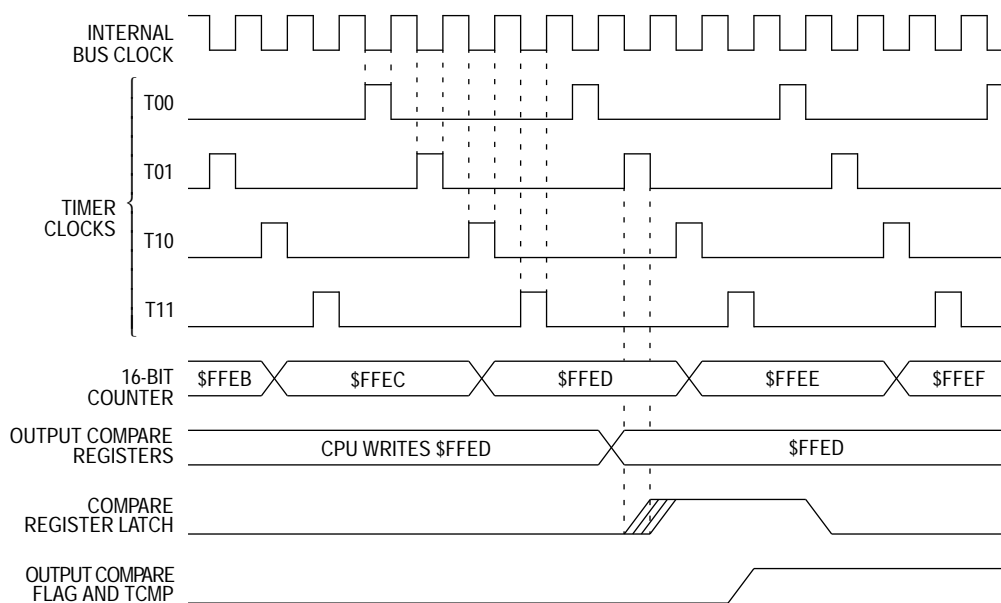 INTERNAL
BUS CLOCK
T00
T01
TIMER
CLOCKS
T10
T11
16-BIT
COUNTER
$FFEB
$FFEC
$FFED
$FFEE
$FFEF
OUTPUT COMPARE
REGISTERS
CPU WRITES $FFED
$FFED
COMPARE
REGISTER LATCH
OUTPUT COMPARE
FLAG AND TCMP